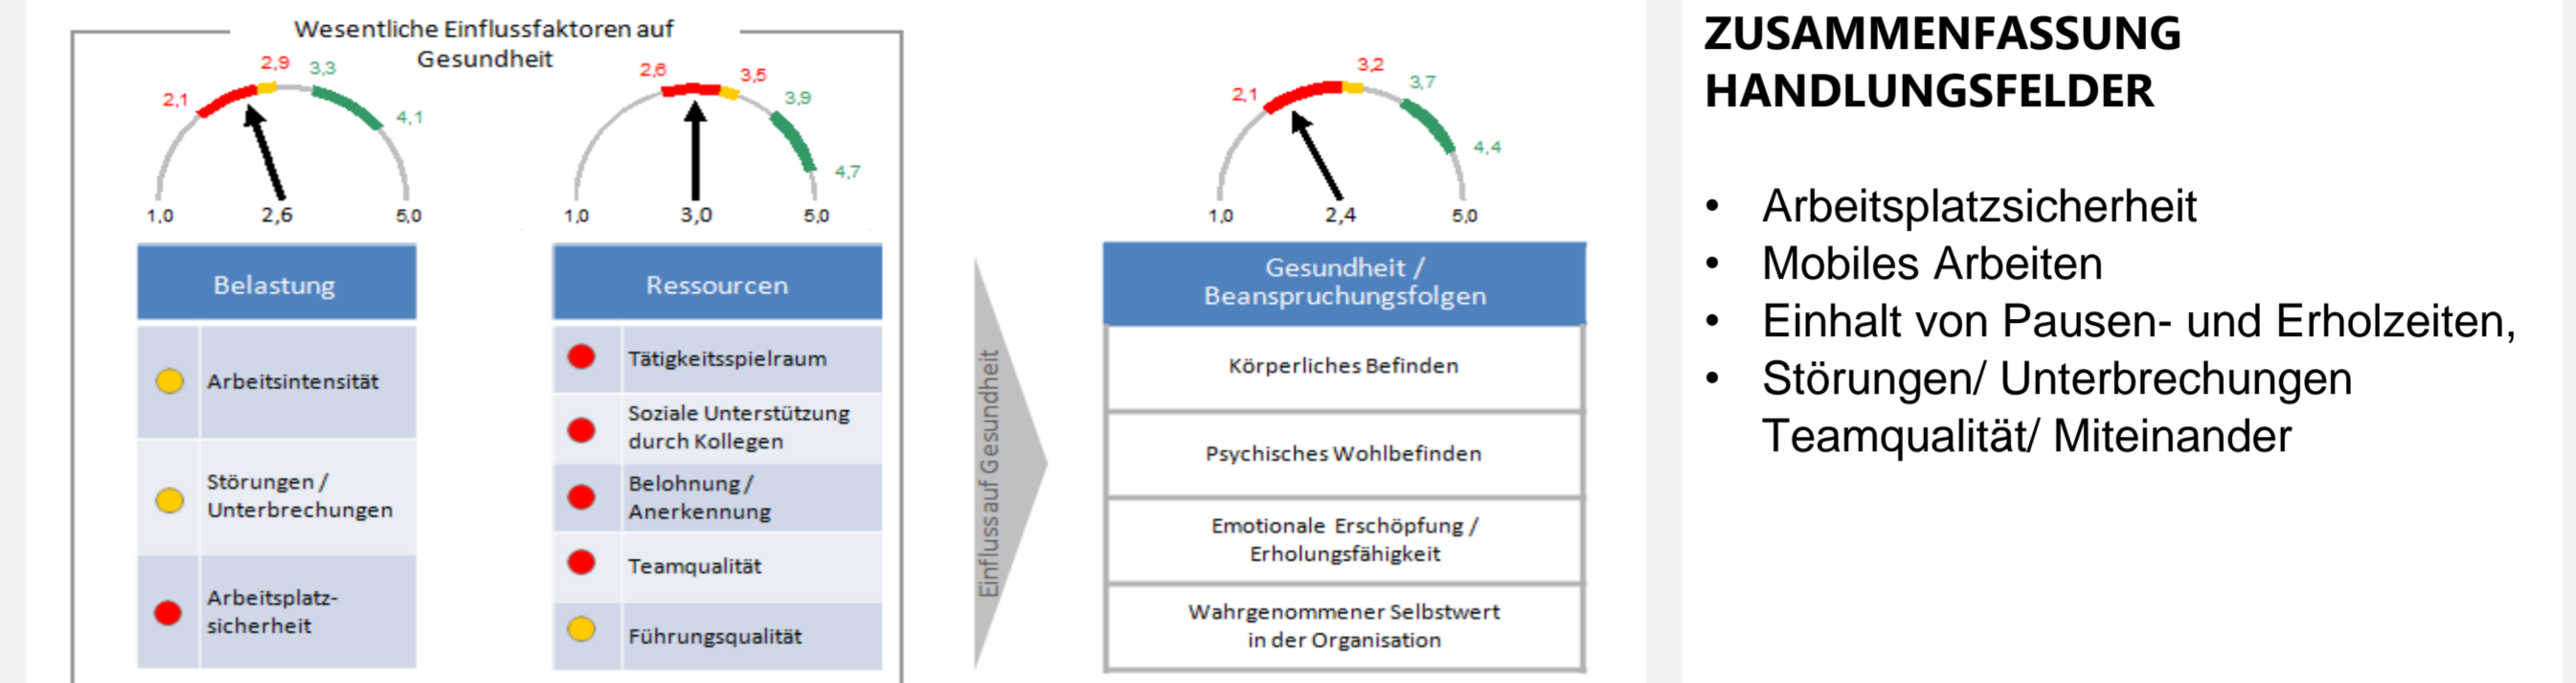 Wesentliche Einflussfaktoren auf
Gesundheit
2,1
2,9
3,3
4,1
1,0
2,6
5,0
2,6
3,5
3,9
4,7
1,0
3,0
5,0
2,1
3,2
3,7
4,4
1,0
2,4
5,0
Belastung
Arbeitsintensität
Störungen /
Unterbrechungen
Arbeitsplatz-
sicherheit
Ressourcen
Tätigkeitsspielraum
Soziale Unterstützung
durch Kollegen
Belohnung /
Anerkennung
Teamqualität
Führungsqualität
Einfluss auf Gesundheit
Gesundheit /
Beanspruchungsfolgen
Körperliches Befinden
Psychisches Wohlbefinden
Emotionale Erschöpfung /
Erholungsfähigkeit
Wahrgenommener Selbstwert
in der Organisation
ZUSAMMENFASSUNG
HANDLUNGSFELDER
• Arbeitsplatzsicherheit
• Mobiles Arbeiten
• Einhalt von Pausen- und Erholzeiten,
• Störungen/ Unterbrechungen
Teamqualität/ Miteinander